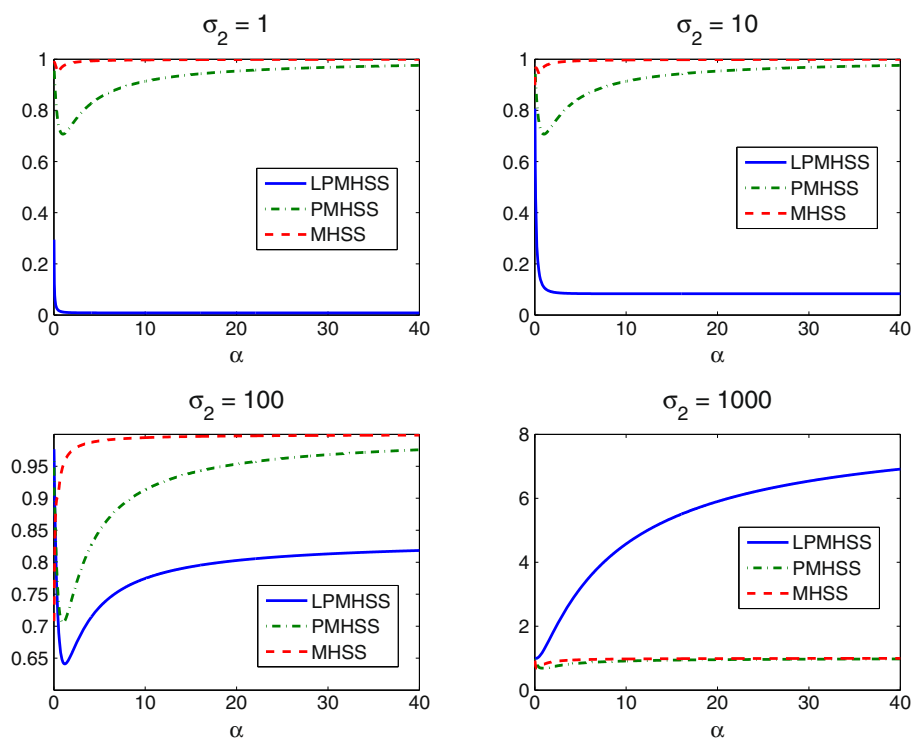 σ₂ = 1
1
0.8
0.6
0.4
0.2
0
0 10 20 30 40
α
LPMHSS
PMHSS
MHSS
σ₂ = 10
1
0.8
0.6
0.4
0.2
0
0 10 20 30 40
α
LPMHSS
PMHSS
MHSS
σ₂ = 100
0.95
0.9
0.85
0.8
0.75
0.7
0.65
0 10 20 30 40
α
LPMHSS
PMHSS
MHSS
σ₂ = 1000
8
6
4
2
0
0 10 20 30 40
α
LPMHSS
PMHSS
MHSS